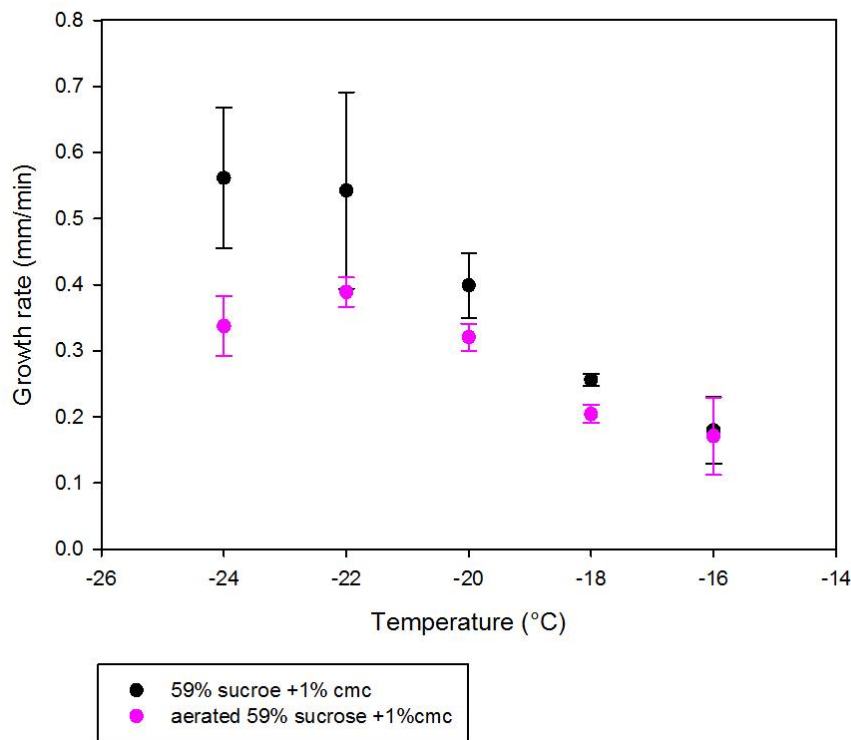 0.8
0.7
0.6
0.5
0.4
0.3
0.2
0.1
0.0
Growth rate (mm/min)
-26 -24 -22 -20 -18 -16 -14
Temperature (°C)
59% sucroe +1% cmc
aerated 59% sucrose +1%cmc